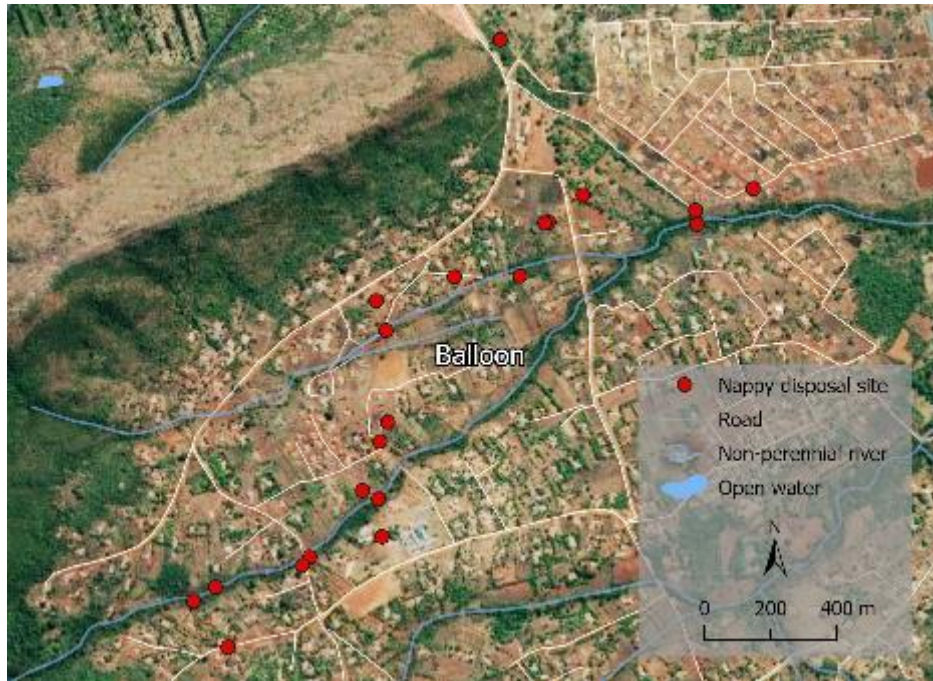 Balloon
Nappy disposal site
Road
Non-perennial river
Open water
N
0 200 400 m